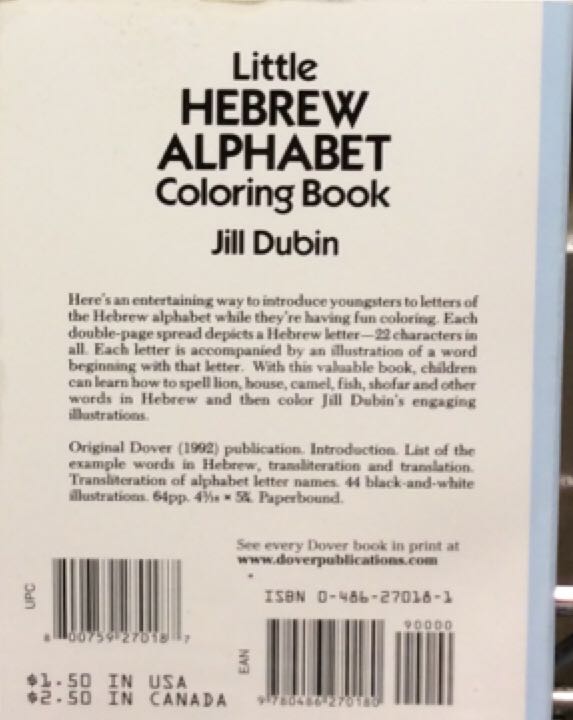 Little
HEBREW
ALPHABET
Coloring Book
Jill Dubin
Here's an entertaining way to introduce youngsters to letters of
the Hebrew alphabet while they're having fun coloring. Each
double-page spread depicts a Hebrew letter—22 characters in
all. Each letter is accompanied by an illustration of a word
beginning with that letter. With this valuable book, children
can learn how to spell lion, house, camel, fish, shofar and other
words in Hebrew and then color Jill Dubin's engaging
illustrations.
Original Dover (1992) publication. Introduction. List of the
example words in Hebrew, transliteration and translation.
Transliteration of alphabet letter names. 44 black-and-white
illustrations. 64pp. 4³⁄₁₆ × 5¾. Paperbound.
See every Dover book in print at
www.doverpublications.com
ISBN 0-486-27018-1
UPC
8 00759 27018 7
EAN
90000
9 780486 270180
$1.50 IN USA
$2.50 IN CANADA